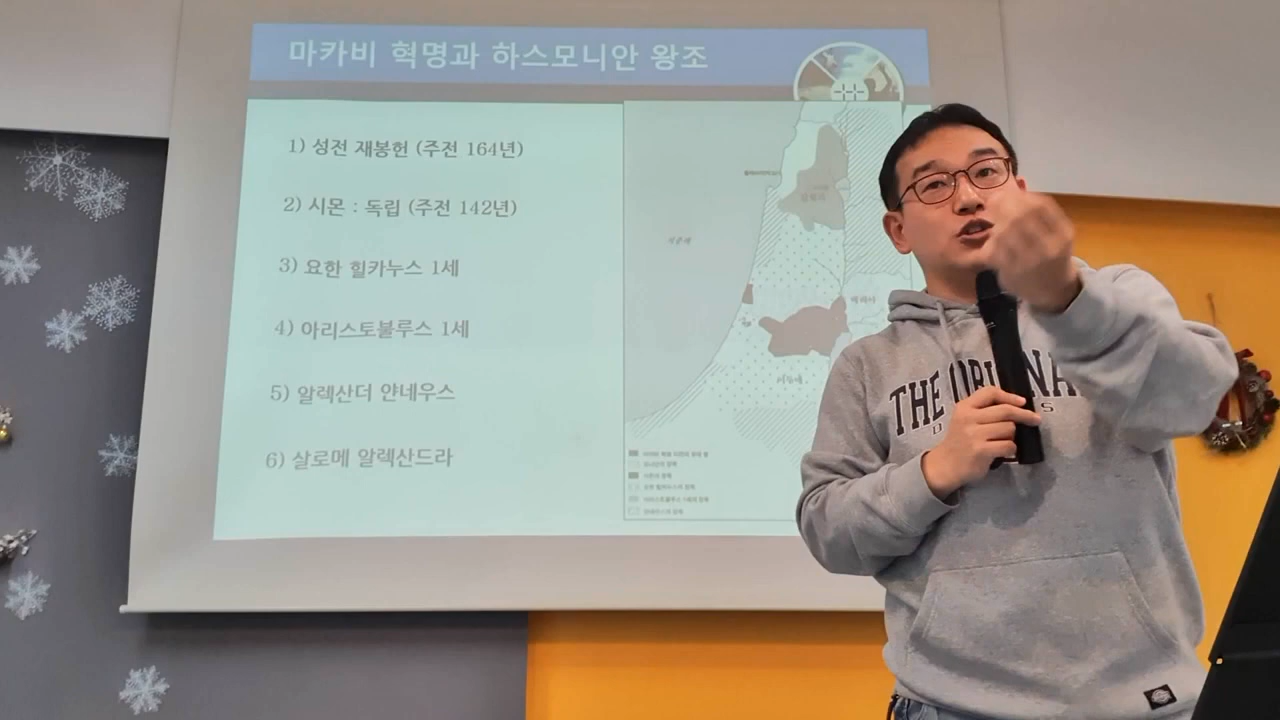 마카비 혁명과 하스모니안 왕조
1) 성전 재봉헌 (주전 164년)
2) 시몬 : 독립 (주전 142년)
3) 요한 힐카누스 1세
4) 아리스토불루스 1세
5) 알렉산더 얀네우스
6) 살로메 알렉산드라
THE ORIGINA